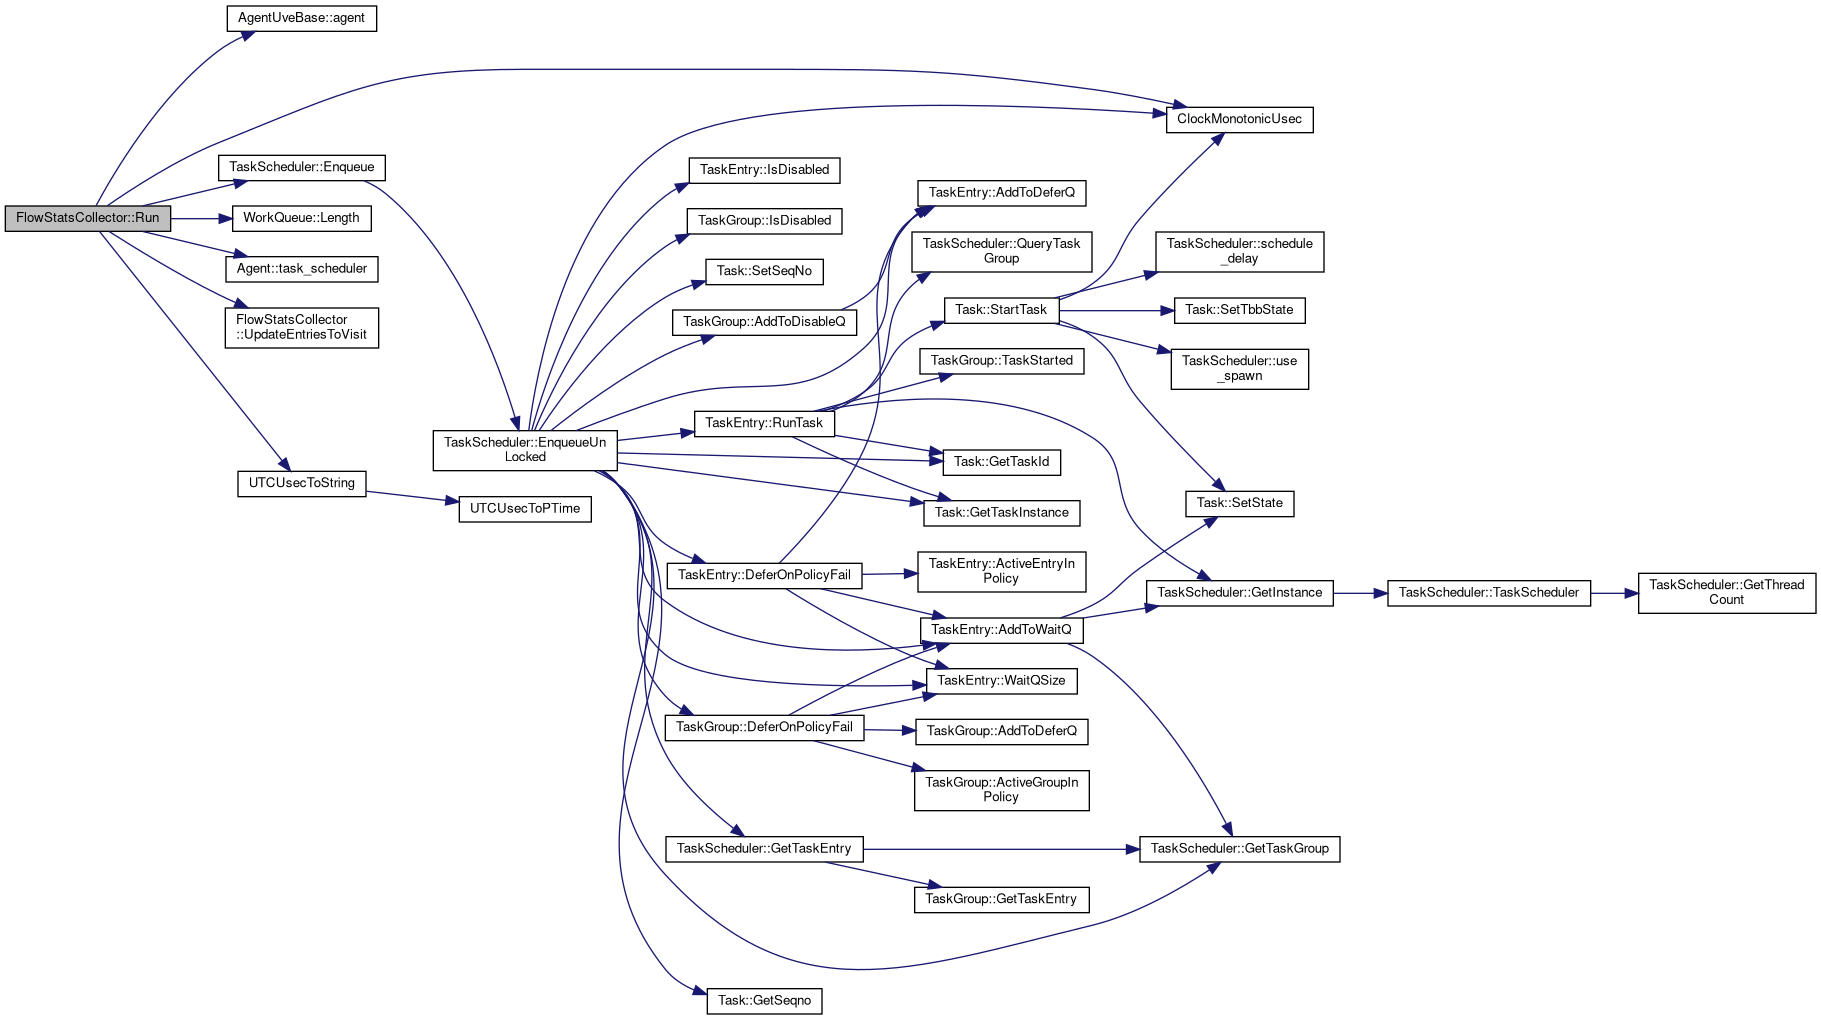 AgentUveBase::agent
ClockMonotonicUsec
TaskScheduler::Enqueue
FlowStatsCollector::Run
WorkQueue::Length
Agent::task_scheduler
FlowStatsCollector
::UpdateEntriesToVisit
UTCUsecToString
UTCUsecToPTime
TaskScheduler::EnqueueUn
Locked
TaskEntry::IsDisabled
TaskGroup::IsDisabled
Task::SetSeqNo
TaskGroup::AddToDisableQ
TaskEntry::RunTask
TaskEntry::DeferOnPolicyFail
TaskGroup::DeferOnPolicyFail
TaskScheduler::GetTaskEntry
Task::GetSeqno
TaskEntry::AddToDeferQ
TaskScheduler::QueryTask
Group
Task::StartTask
TaskGroup::TaskStarted
Task::GetTaskId
Task::GetTaskInstance
TaskEntry::ActiveEntryIn
Policy
TaskEntry::AddToWaitQ
TaskEntry::WaitQSize
TaskGroup::AddToDeferQ
TaskGroup::ActiveGroupIn
Policy
TaskGroup::GetTaskEntry
TaskScheduler::schedule
_delay
Task::SetTbbState
TaskScheduler::use
_spawn
Task::SetState
TaskScheduler::GetInstance
TaskScheduler::GetTaskGroup
TaskScheduler::TaskScheduler
TaskScheduler::GetThread
Count